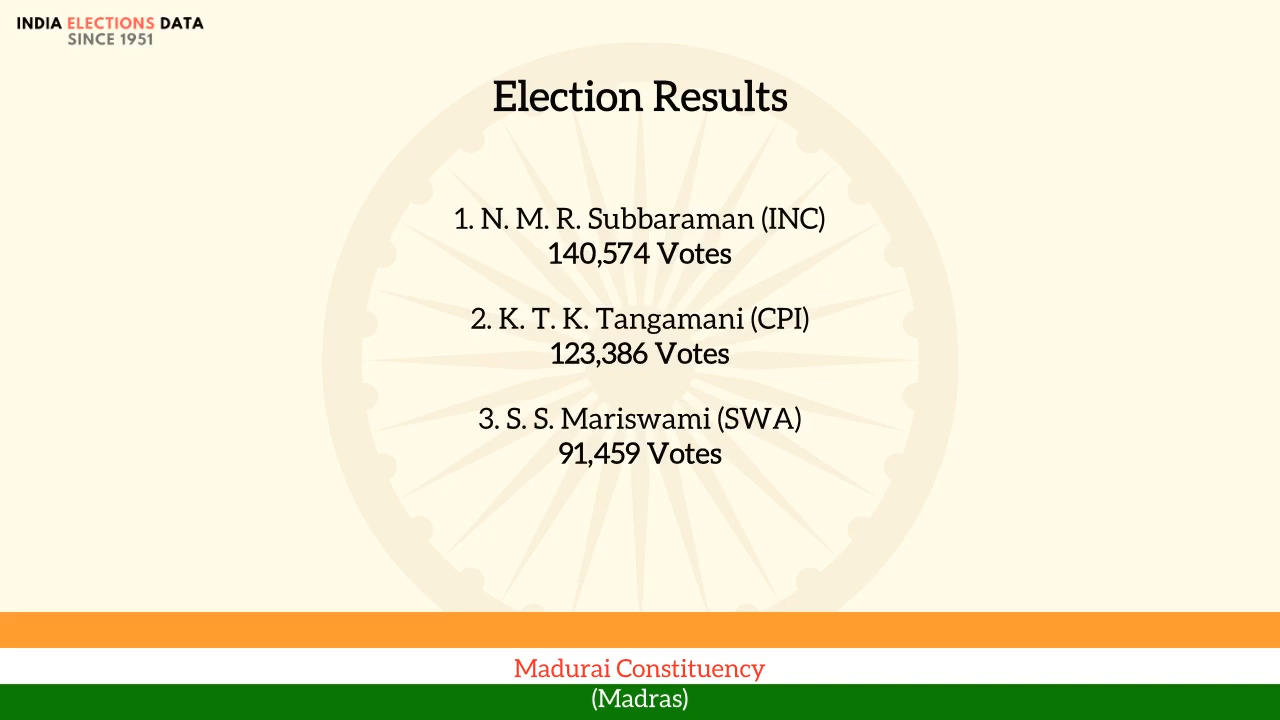 INDIA ELECTIONS DATA
SINCE 1951
Election Results
1. N. M. R. Subbaraman (INC)
140,574 Votes
2. K. T. K. Tangamani (CPI)
123,386 Votes
3. S. S. Mariswami (SWA)
91,459 Votes
Madurai Constituency
(Madras)